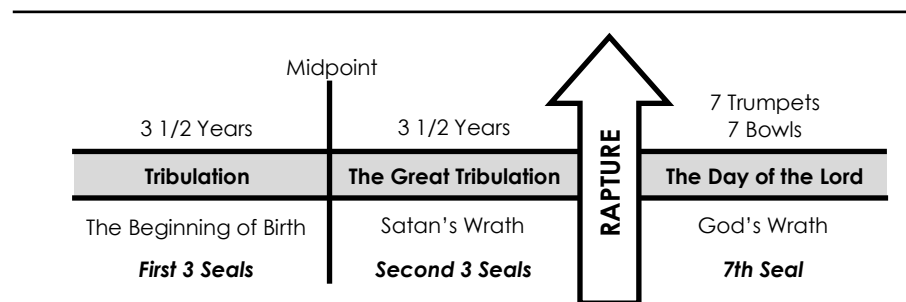 Midpoint
3 1/2 Years
3 1/2 Years
7 Trumpets
7 Bowls
Tribulation
The Great Tribulation
RAPTURE
The Day of the Lord
The Beginning of Birth
Satan's Wrath
God's Wrath
First 3 Seals
Second 3 Seals
7th Seal